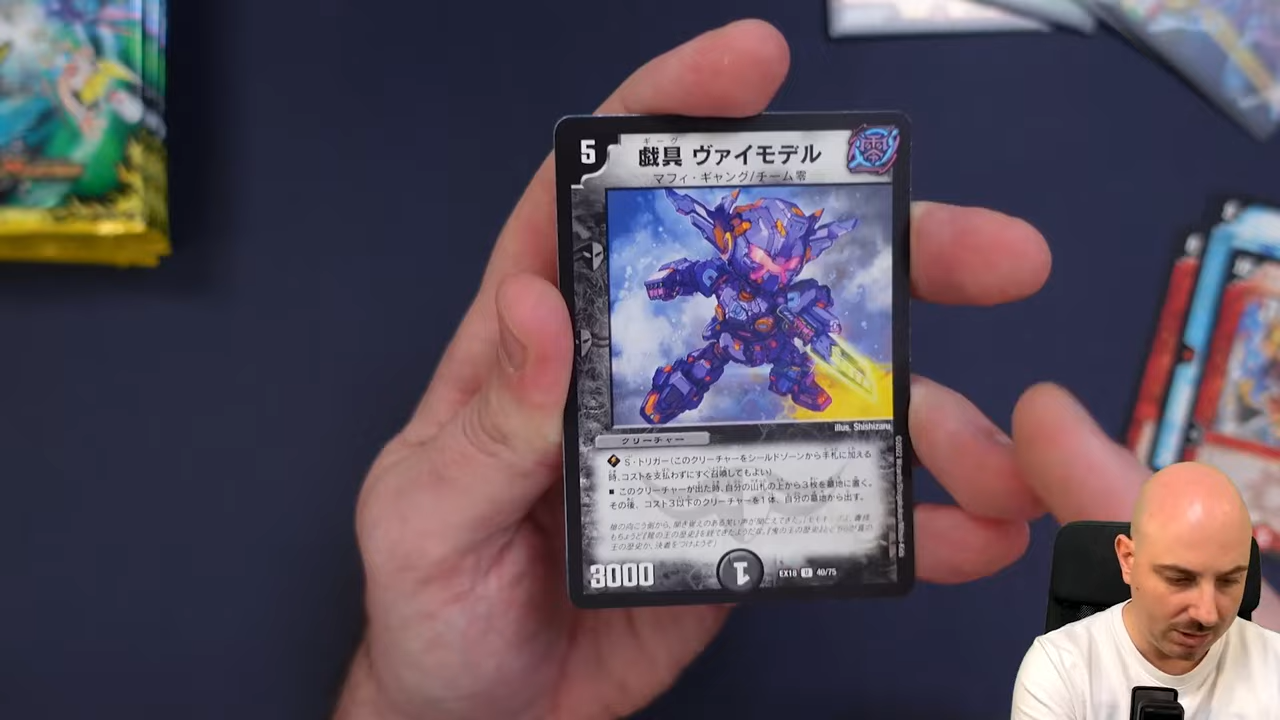 5
ギーグ
戯具 ヴァイモデル
マフィ・ギャング/チーム零
illus. Shishizaru
クリーチャー
S・トリガー(このクリーチャーをシールドゾーンから手札に加える
時、コストを支払わずにすぐ召喚してもよい)
■ このクリーチャーが出た時、自分の山札の上から3枚を墓地に置く。
その後、コスト3以下のクリーチャーを1体、自分の墓地から出す。
3000
1
EX18 U 40/75